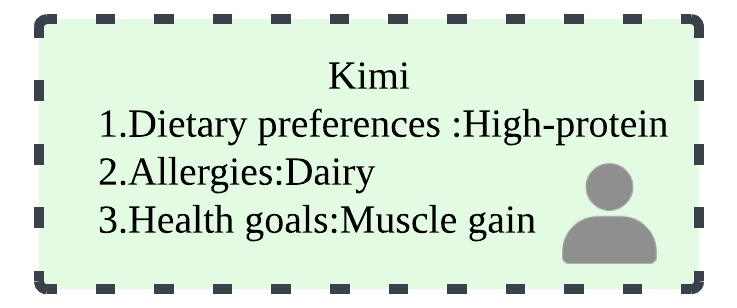 Kimi
1.Dietary preferences :High-protein
2.Allergies:Dairy
3.Health goals:Muscle gain